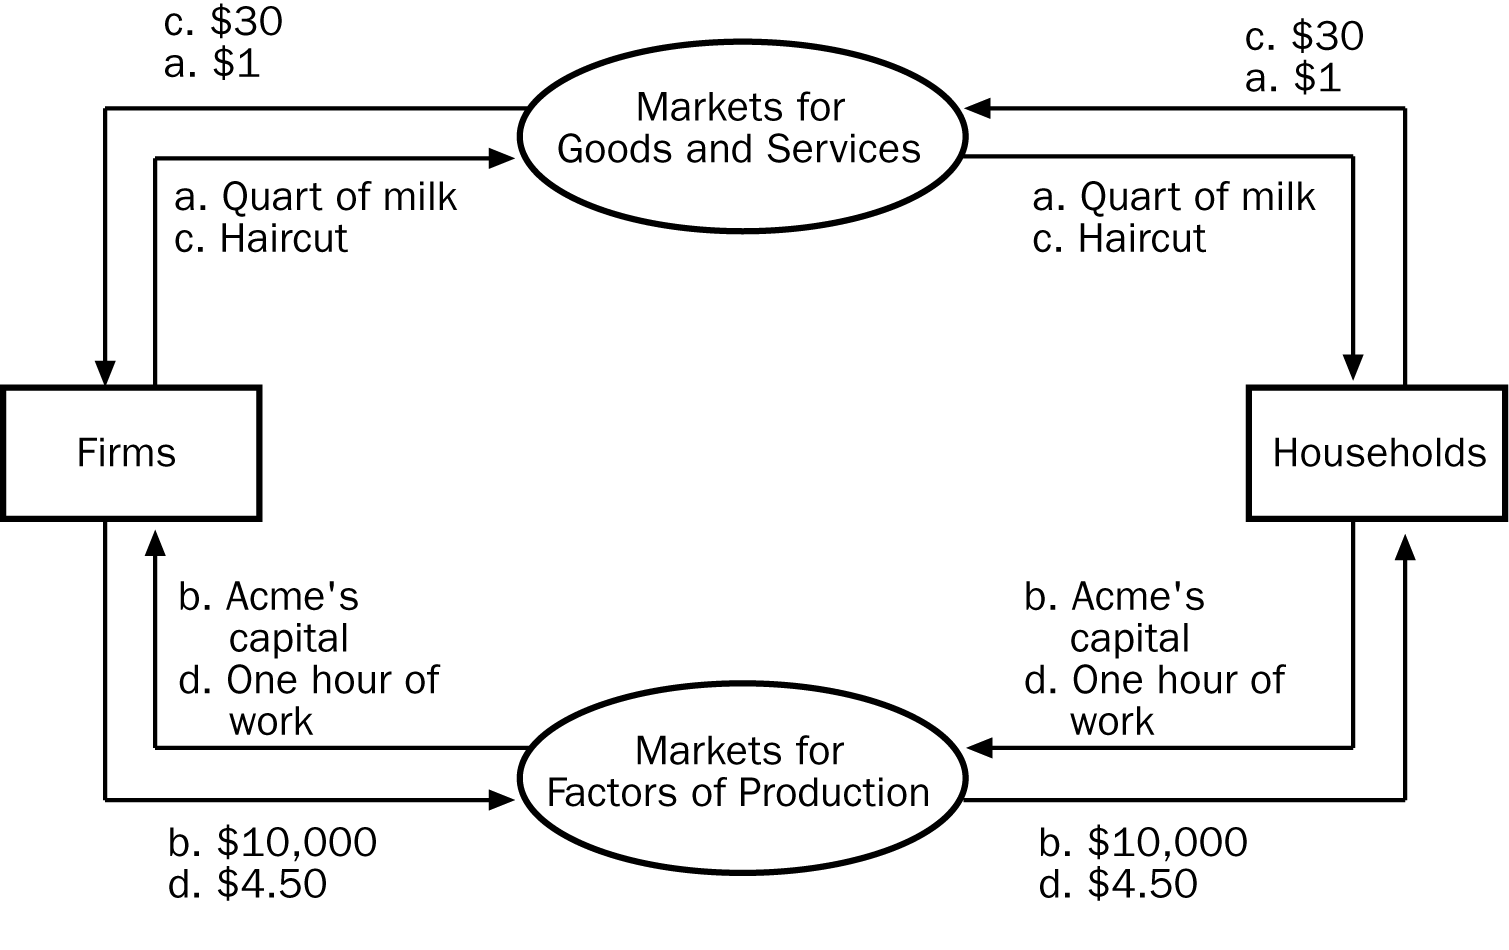 c. $30
a. $1
c. $30
a. $1
Markets for
Goods and Services
a. Quart of milk
c. Haircut
a. Quart of milk
c. Haircut
Firms
Households
b. Acme's
capital
d. One hour of
work
b. Acme's
capital
d. One hour of
work
Markets for
Factors of Production
b. $10,000
d. $4.50
b. $10,000
d. $4.50